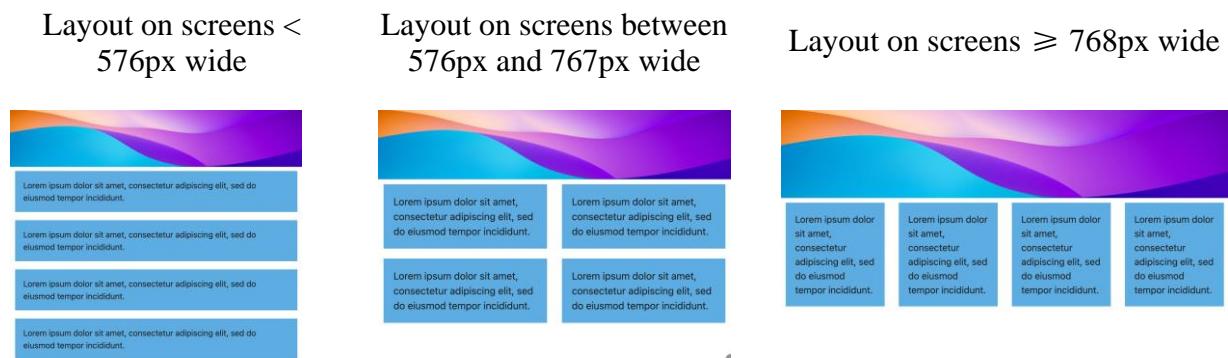 Layout on screens <
576px wide
Layout on screens between
576px and 767px wide
Layout on screens ⩾ 768px wide
Lorem ipsum dolor sit amet, consectetur adipiscing elit, sed do
eiusmod tempor incididunt.
Lorem ipsum dolor sit amet, consectetur adipiscing elit, sed do
eiusmod tempor incididunt.
Lorem ipsum dolor sit amet, consectetur adipiscing elit, sed do
eiusmod tempor incididunt.
Lorem ipsum dolor sit amet, consectetur adipiscing elit, sed do
eiusmod tempor incididunt.
Lorem ipsum dolor sit amet,
consectetur adipiscing elit, sed
do eiusmod tempor incididunt.
Lorem ipsum dolor sit amet,
consectetur adipiscing elit, sed
do eiusmod tempor incididunt.
Lorem ipsum dolor sit amet,
consectetur adipiscing elit, sed
do eiusmod tempor incididunt.
Lorem ipsum dolor sit amet,
consectetur adipiscing elit, sed
do eiusmod tempor incididunt.
Lorem ipsum dolor
sit amet,
consectetur
adipiscing elit, sed
do eiusmod
tempor incididunt.
Lorem ipsum dolor
sit amet,
consectetur
adipiscing elit, sed
do eiusmod
tempor incididunt.
Lorem ipsum dolor
sit amet,
consectetur
adipiscing elit, sed
do eiusmod
tempor incididunt.
Lorem ipsum dolor
sit amet,
consectetur
adipiscing elit, sed
do eiusmod
tempor incididunt.